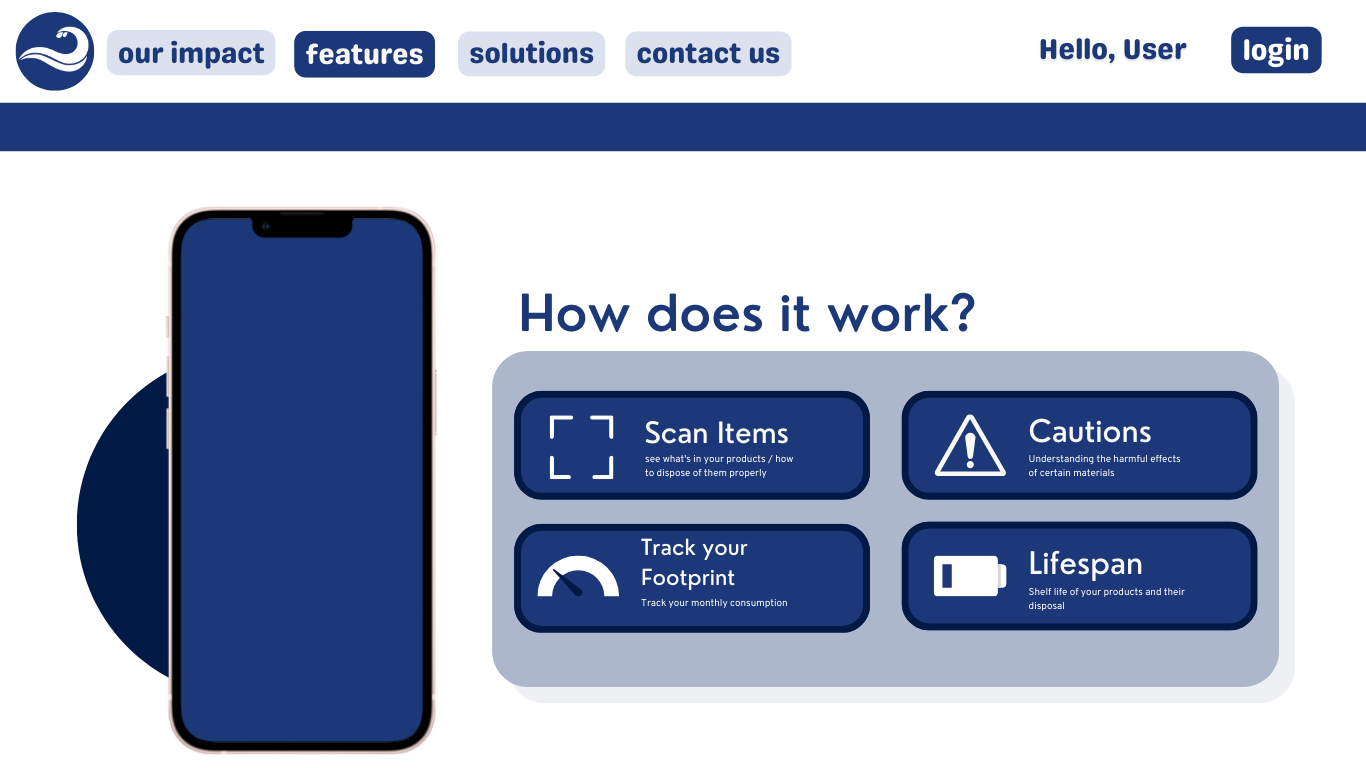 our impact
features
solutions
contact us
Hello, User
login
How does it work?
Scan Items
see what's in your products / how
to dispose of them properly
Cautions
Understanding the harmful effects
of certain materials
Track your
Footprint
Track your monthly consumption
Lifespan
Shelf life of your products and their
disposal